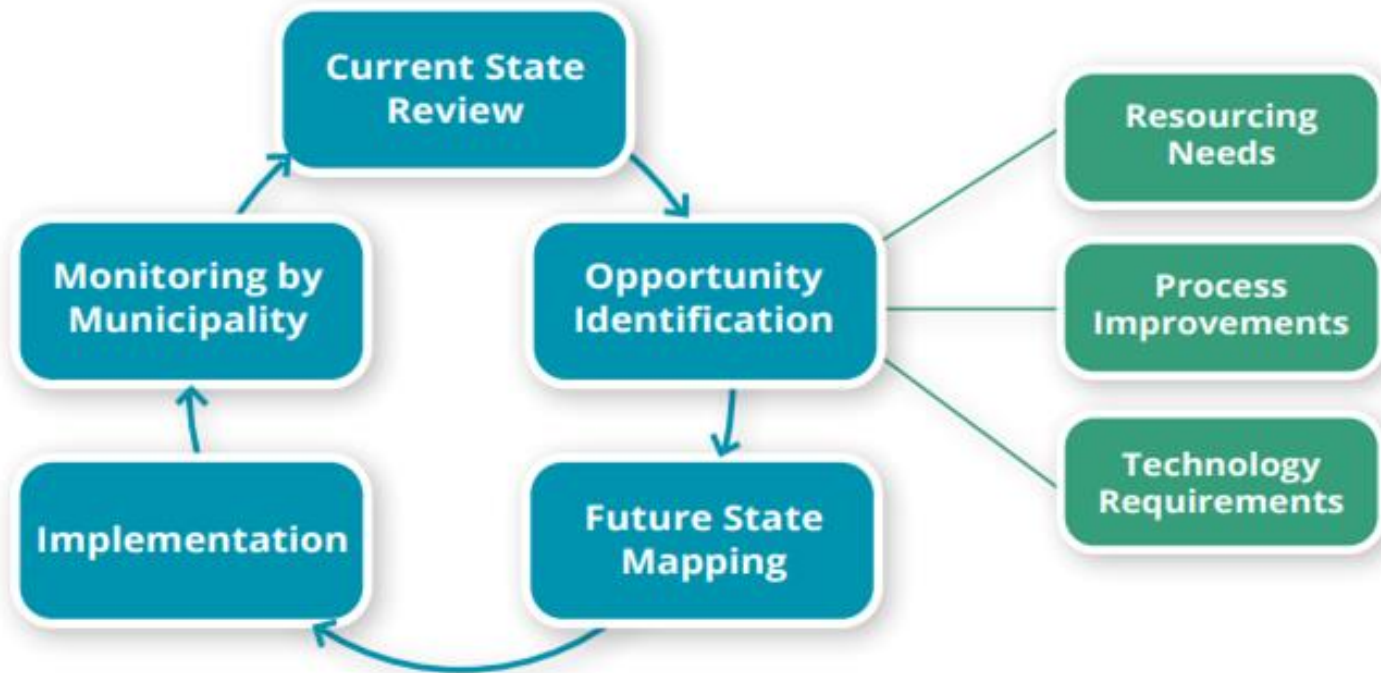 Current State
Review
Opportunity
Identification
Future State
Mapping
Implementation
Monitoring by
Municipality
Resourcing
Needs
Process
Improvements
Technology
Requirements